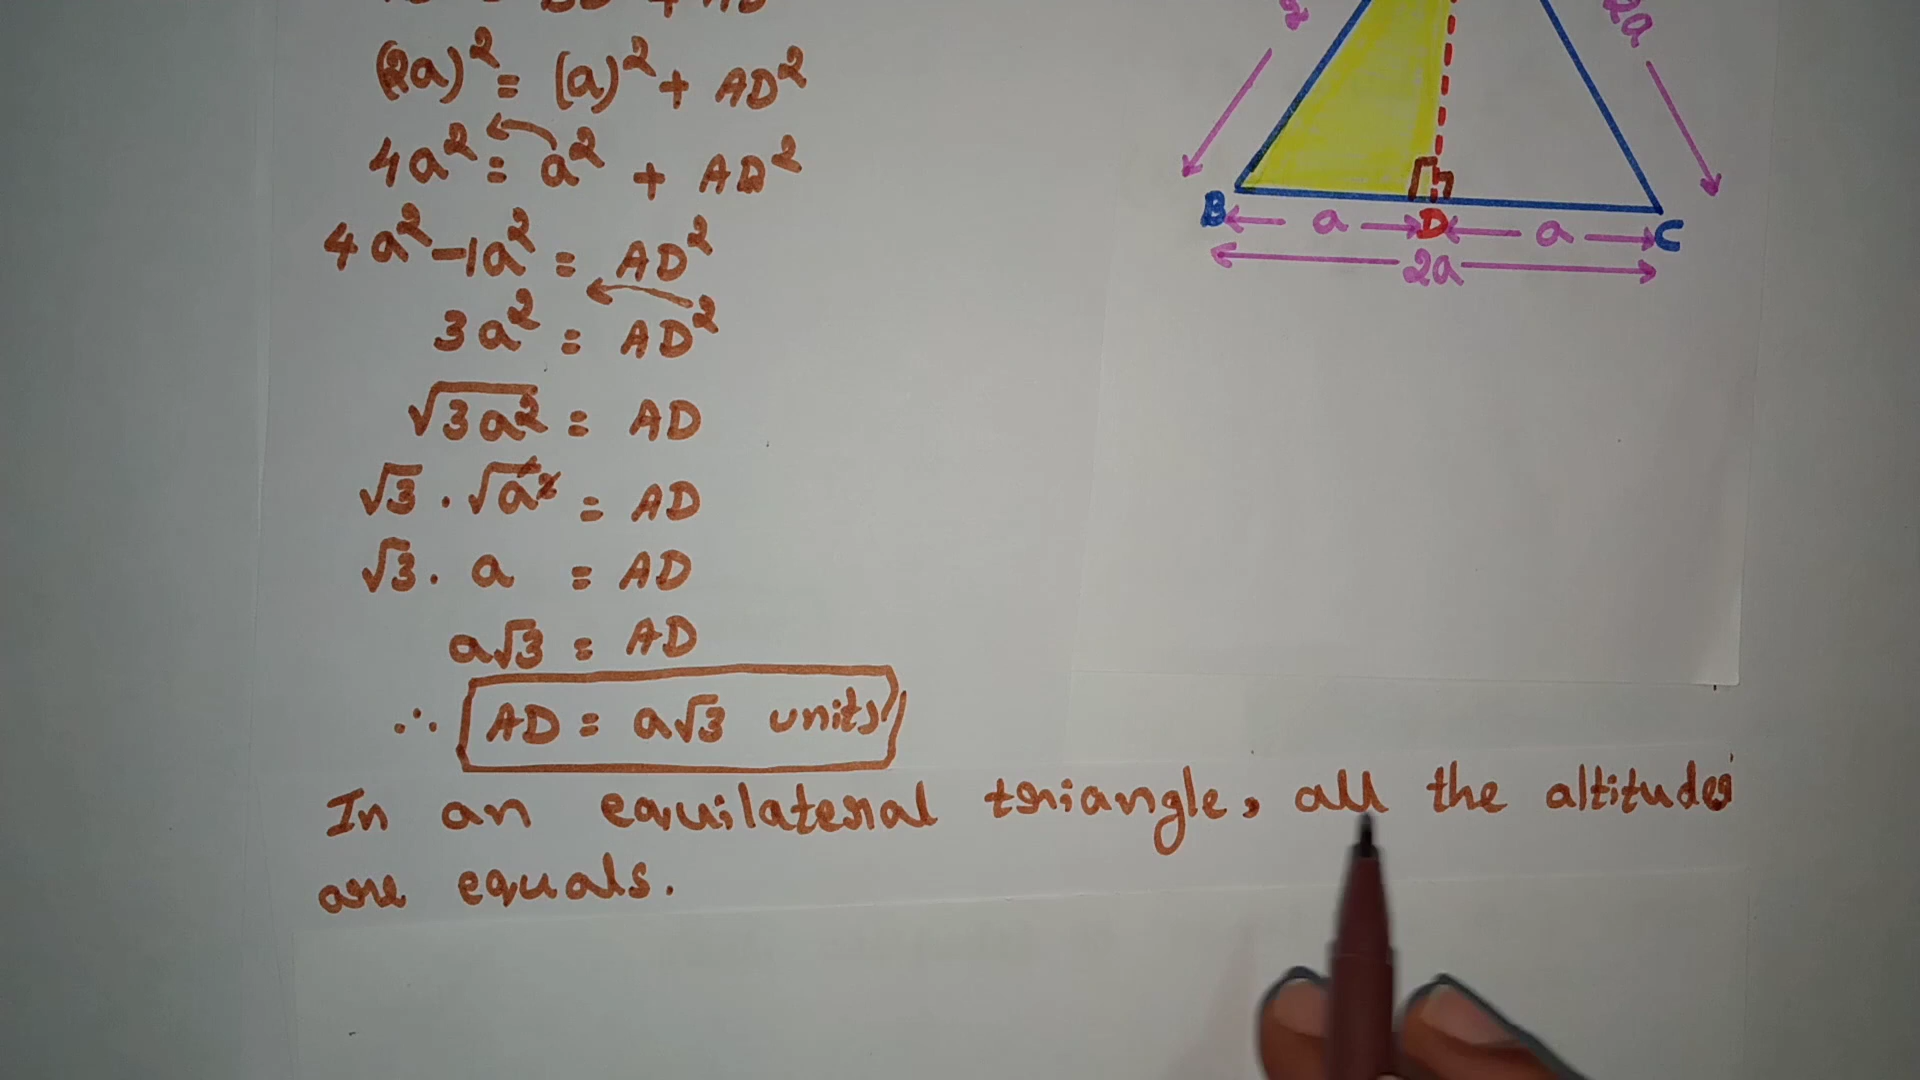 (2a)² = (a)² + AD²
4a² = a² + AD²
4a² - 1a² = AD²
3a² = AD²
√3a² = AD
√3 . √a² = AD
√3 . a = AD
a√3 = AD
∴ AD = a√3 units
In an equilateral triangle, all the altitudes
are equals.
2a
B a D a C
2a